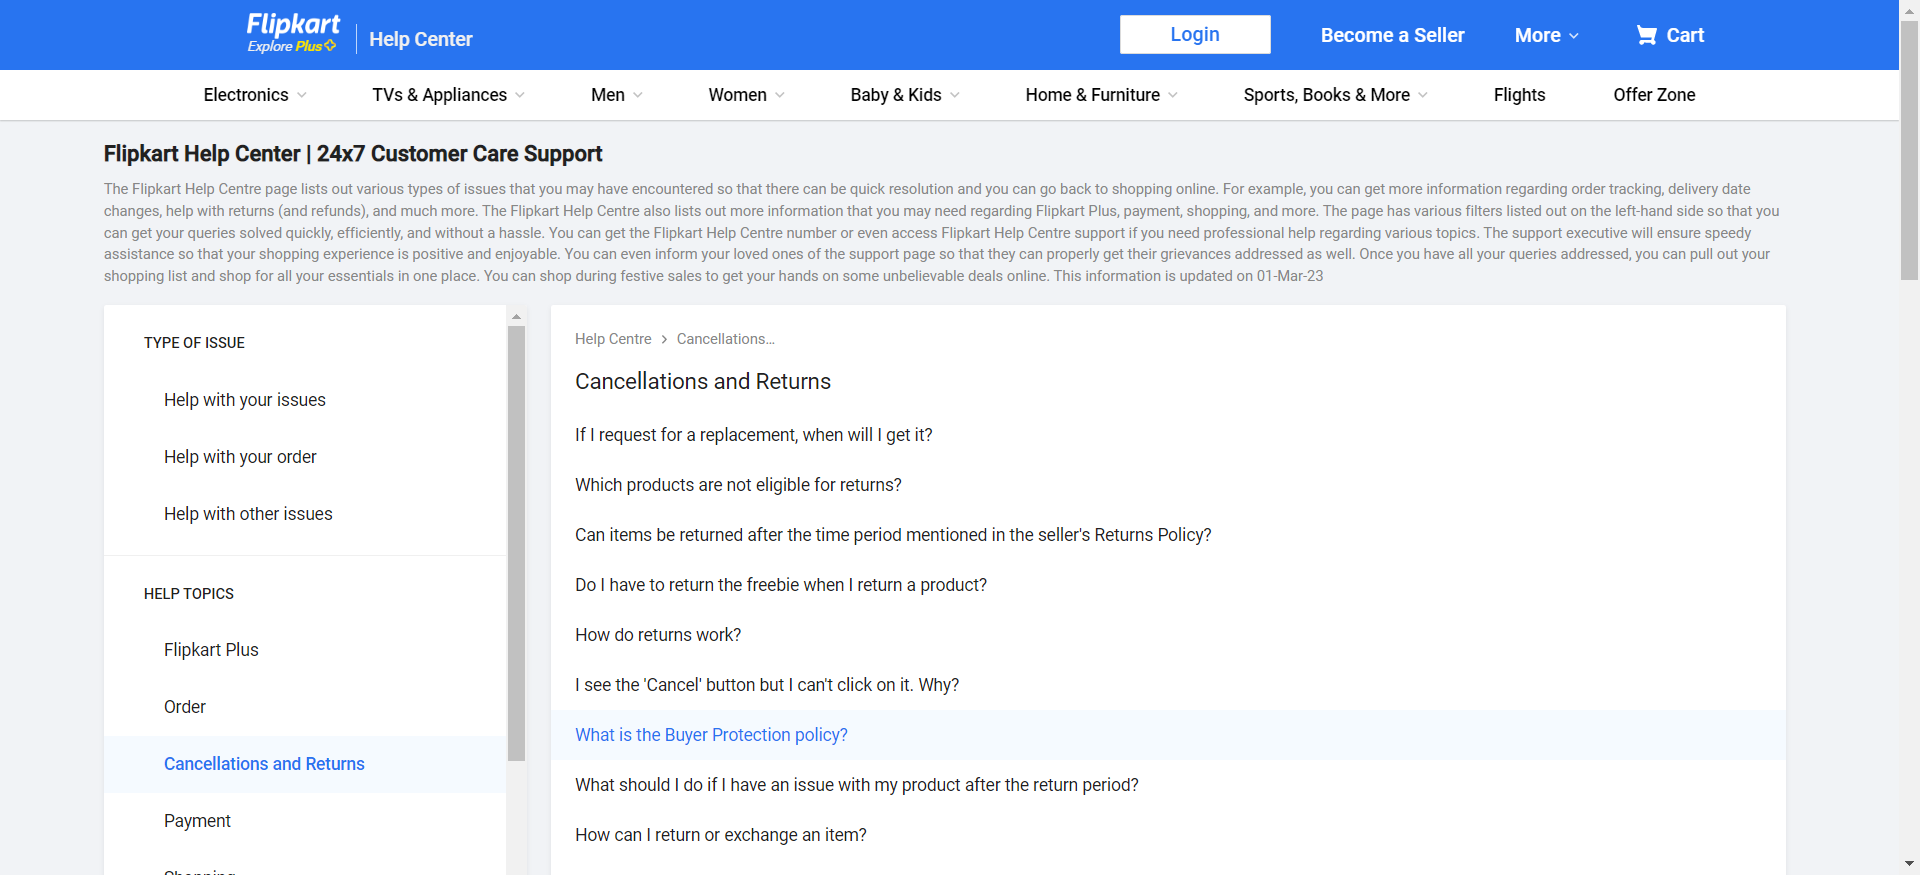 Flipkart
Explore Plus
Help Center
Login
Become a Seller
More
Cart
Electronics
TVs & Appliances
Men
Women
Baby & Kids
Home & Furniture
Sports, Books & More
Flights
Offer Zone
Flipkart Help Center | 24x7 Customer Care Support
The Flipkart Help Centre page lists out various types of issues that you may have encountered so that there can be quick resolution and you can go back to shopping online. For example, you can get more information regarding order tracking, delivery date
changes, help with returns (and refunds), and much more. The Flipkart Help Centre also lists out more information that you may need regarding Flipkart Plus, payment, shopping, and more. The page has various filters listed out on the left-hand side so that you
can get your queries solved quickly, efficiently, and without a hassle. You can get the Flipkart Help Centre number or even access Flipkart Help Centre support if you need professional help regarding various topics. The support executive will ensure speedy
assistance so that your shopping experience is positive and enjoyable. You can even inform your loved ones of the support page so that they can properly get their grievances addressed as well. Once you have all your queries addressed, you can pull out your
shopping list and shop for all your essentials in one place. You can shop during festive sales to get your hands on some unbelievable deals online. This information is updated on 01-Mar-23
TYPE OF ISSUE
Help with your issues
Help with your order
Help with other issues
HELP TOPICS
Flipkart Plus
Order
Cancellations and Returns
Payment
Help Centre
Cancellations...
Cancellations and Returns
If I request for a replacement, when will I get it?
Which products are not eligible for returns?
Can items be returned after the time period mentioned in the seller's Returns Policy?
Do I have to return the freebie when I return a product?
How do returns work?
I see the 'Cancel' button but I can't click on it. Why?
What is the Buyer Protection policy?
What should I do if I have an issue with my product after the return period?
How can I return or exchange an item?